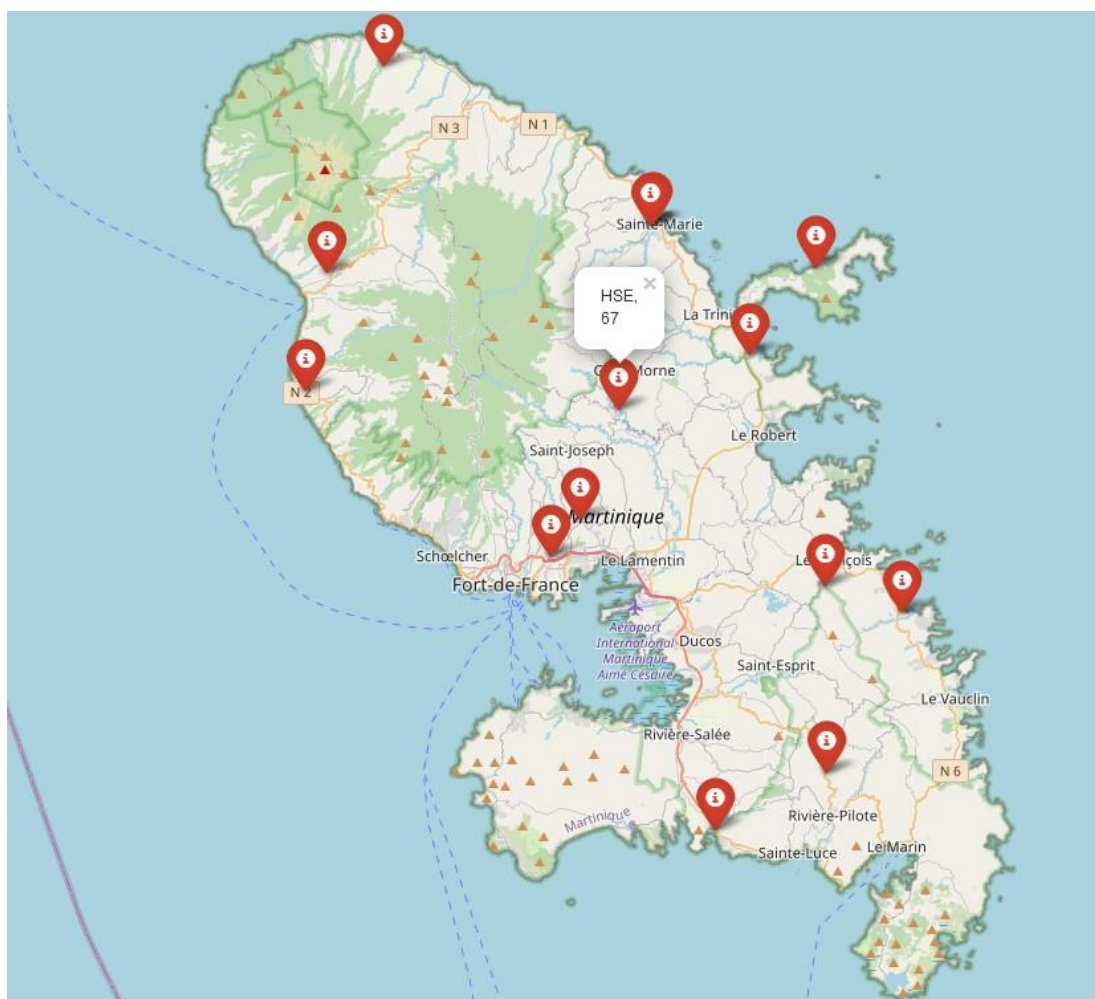 N 3
N 1
Sainte-Marie
HSE,
67
×
La Trini
Morne
N 2
Le Robert
Saint-Joseph
Martinique
Schœlcher
Le Lamentin
Fort-de-France
Aéroport
International
Martinique
Aimé Césaire
Ducos
Saint-Esprit
Le Vauclin
Rivière-Salée
N 6
Martinique
Rivière-Pilote
Sainte-Luce
Le Marin